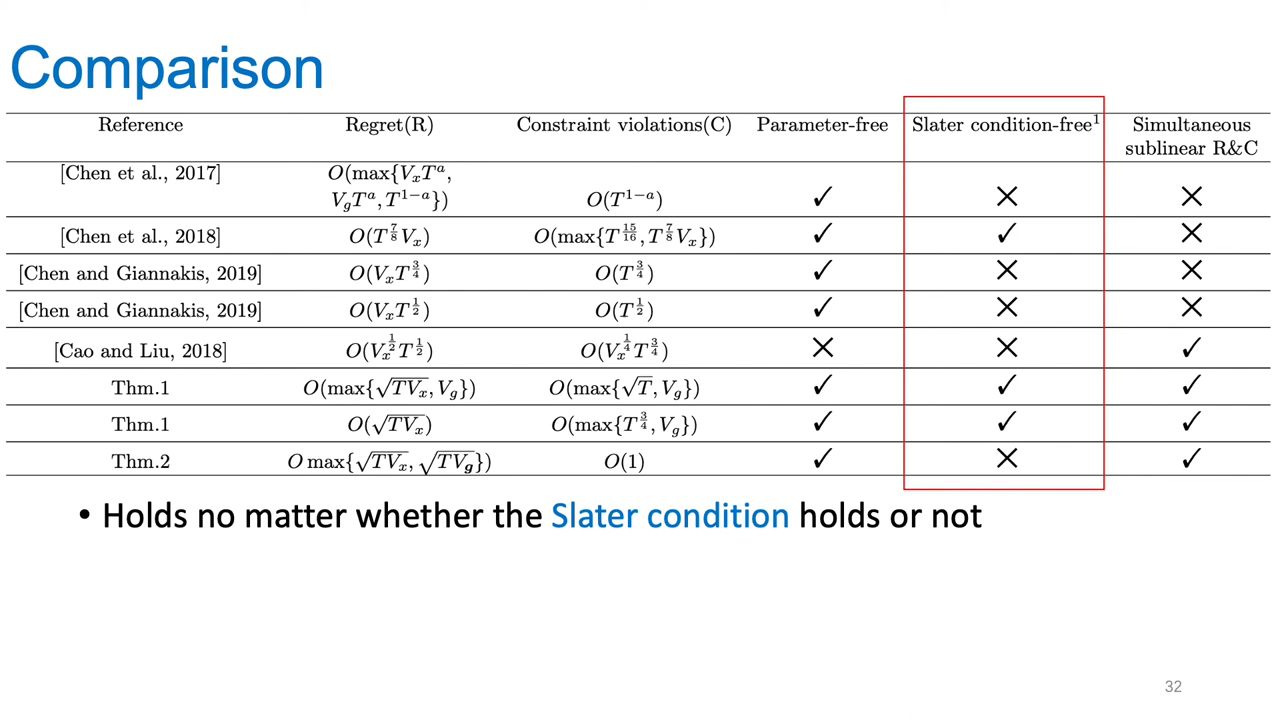 Comparison
Reference Regret(R) Constraint violations(C) Parameter-free Slater condition-free¹ Simultaneous sublinear R&C
[Chen et al., 2017] O(max{V_xT^a, V_gT^a, T^{1−a}}) O(T^{1−a}) ✓ ✕ ✕
[Chen et al., 2018] O(T^{7/8}V_x) O(max{T^{15/16}, T^{7/8}V_x}) ✓ ✓ ✕
[Chen and Giannakis, 2019] O(V_xT^{3/4}) O(T^{3/4}) ✓ ✕ ✕
[Chen and Giannakis, 2019] O(V_xT^{1/2}) O(T^{1/2}) ✓ ✕ ✕
[Cao and Liu, 2018] O(V_x^{1/2}T^{1/2}) O(V_x^{1/4}T^{3/4}) ✕ ✕ ✓
Thm.1 O(max{√(TV_x), V_g}) O(max{√T, V_g}) ✓ ✓ ✓
Thm.1 O(√(TV_x)) O(max{T^{3/4}, V_g}) ✓ ✓ ✓
Thm.2 O max{√(TV_x), √(TV_g)}) O(1) ✓ ✕ ✓
• Holds no matter whether the Slater condition holds or not
32